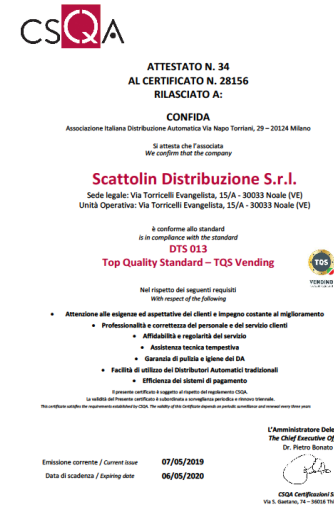 CSQA
ATTESTATO N. 34
AL CERTIFICATO N. 28156
RILASCIATO A:
CONFIDA
Associazione Italiana Distribuzione Automatica Via Napo Torriani, 29 – 20124 Milano
Si attesta che l'associata
We confirm that the company
Scattolin Distribuzione S.r.l.
Sede legale: Via Torricelli Evangelista, 15/A - 30033 Noale (VE)
Unità Operativa: Via Torricelli Evangelista, 15/A - 30033 Noale (VE)
è conforme allo standard
is in compliance with the standard
DTS 013
Top Quality Standard – TQS Vending
TQS
VENDING
Nel rispetto dei seguenti requisiti
With respect of the following
• Attenzione alle esigenze ed aspettative dei clienti e impegno costante al miglioramento
• Professionalità e correttezza del personale e del servizio clienti
• Affidabilità e regolarità del servizio
• Assistenza tecnica tempestiva
• Garanzia di pulizia e igiene dei DA
• Facilità di utilizzo dei Distributori Automatici tradizionali
• Efficienza dei sistemi di pagamento
Il presente certificato è soggetto al rispetto del regolamento CSQA.
La validità del Presente certificato è subordinata a sorveglianza periodica e rinnovo triennale.
This certificate satisfies the requirements established by CSQA. The validity of this Certificate depends on periodic surveillance and renewal every three years
L'Amministratore Dele
The Chief Executive Of
Dr. Pietro Bonato
Emissione corrente / Current issue 07/05/2019
Data di scadenza / Expiring date 06/05/2020
CSQA Certificazioni S
Via S. Gaetano, 74 – 36016 Thi